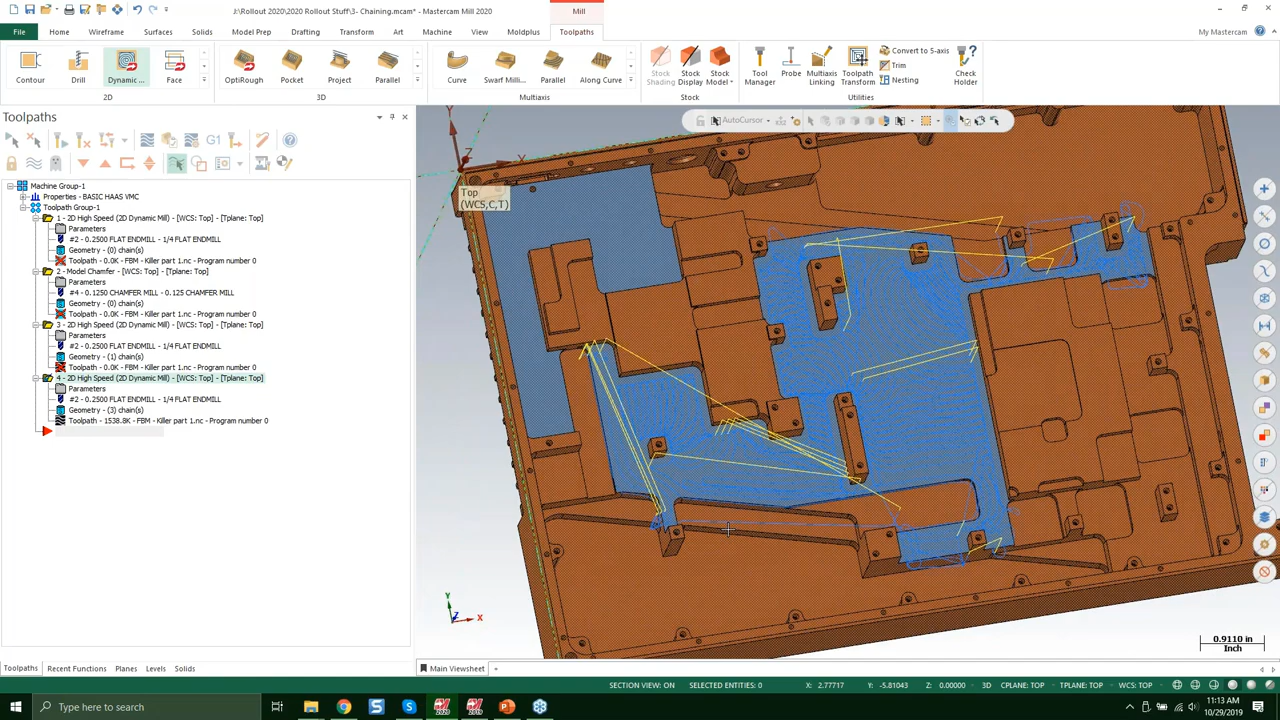 J:\Rollout 2020\2020 Rollout Stuff\3- Chaining.mcam* - Mastercam Mill 2020
Mill
File Home Wireframe Surfaces Solids Model Prep Drafting Transform Art Machine View Moldplus Toolpaths
My Mastercam
Contour Drill Dynamic ... Face
OptiRough Pocket Project Parallel
Curve Swarf Milli... Parallel Along Curve
Stock Shading Stock Display Stock Model
Tool Manager Probe Multiaxis Linking Toolpath Transform
Convert to 5-axis
Trim
Nesting
Check Holder
2D 3D Multiaxis Stock Utilities
Toolpaths
AutoCursor
G1
Machine Group-1
Properties - BASIC HAAS VMC
Toolpath Group-1
1 - 2D High Speed (2D Dynamic Mill) - [WCS: Top] - [Tplane: Top]
Parameters
#2 - 0.2500 FLAT ENDMILL - 1/4 FLAT ENDMILL
Geometry - (0) chain(s)
Toolpath - 0.0K - FBM - Killer part 1.nc - Program number 0
2 - Model Chamfer - [WCS: Top] - [Tplane: Top]
Parameters
#4 - 0.1250 CHAMFER MILL - 0.125 CHAMFER MILL
Geometry - (0) chain(s)
Toolpath - 0.0K - FBM - Killer part 1.nc - Program number 0
3 - 2D High Speed (2D Dynamic Mill) - [WCS: Top] - [Tplane: Top]
Parameters
#2 - 0.2500 FLAT ENDMILL - 1/4 FLAT ENDMILL
Geometry - (1) chain(s)
Toolpath - 0.0K - FBM - Killer part 1.nc - Program number 0
4 - 2D High Speed (2D Dynamic Mill) - [WCS: Top] - [Tplane: Top]
Parameters
#2 - 0.2500 FLAT ENDMILL - 1/4 FLAT ENDMILL
Geometry - (3) chain(s)
Toolpath - 1538.8K - FBM - Killer part 1.nc - Program number 0
Y
Z
X
Top
(WCS,C,T)
Y
Z
X
0.9110 in
Inch
Toolpaths Recent Functions Planes Levels Solids
Main Viewsheet +
SECTION VIEW: ON SELECTED ENTITIES: 0 X: 2.77717 Y: -5.81043 Z: 0.00000 3D CPLANE: TOP TPLANE: TOP WCS: TOP
Type here to search
2020
2019
11:13 AM
10/29/2019